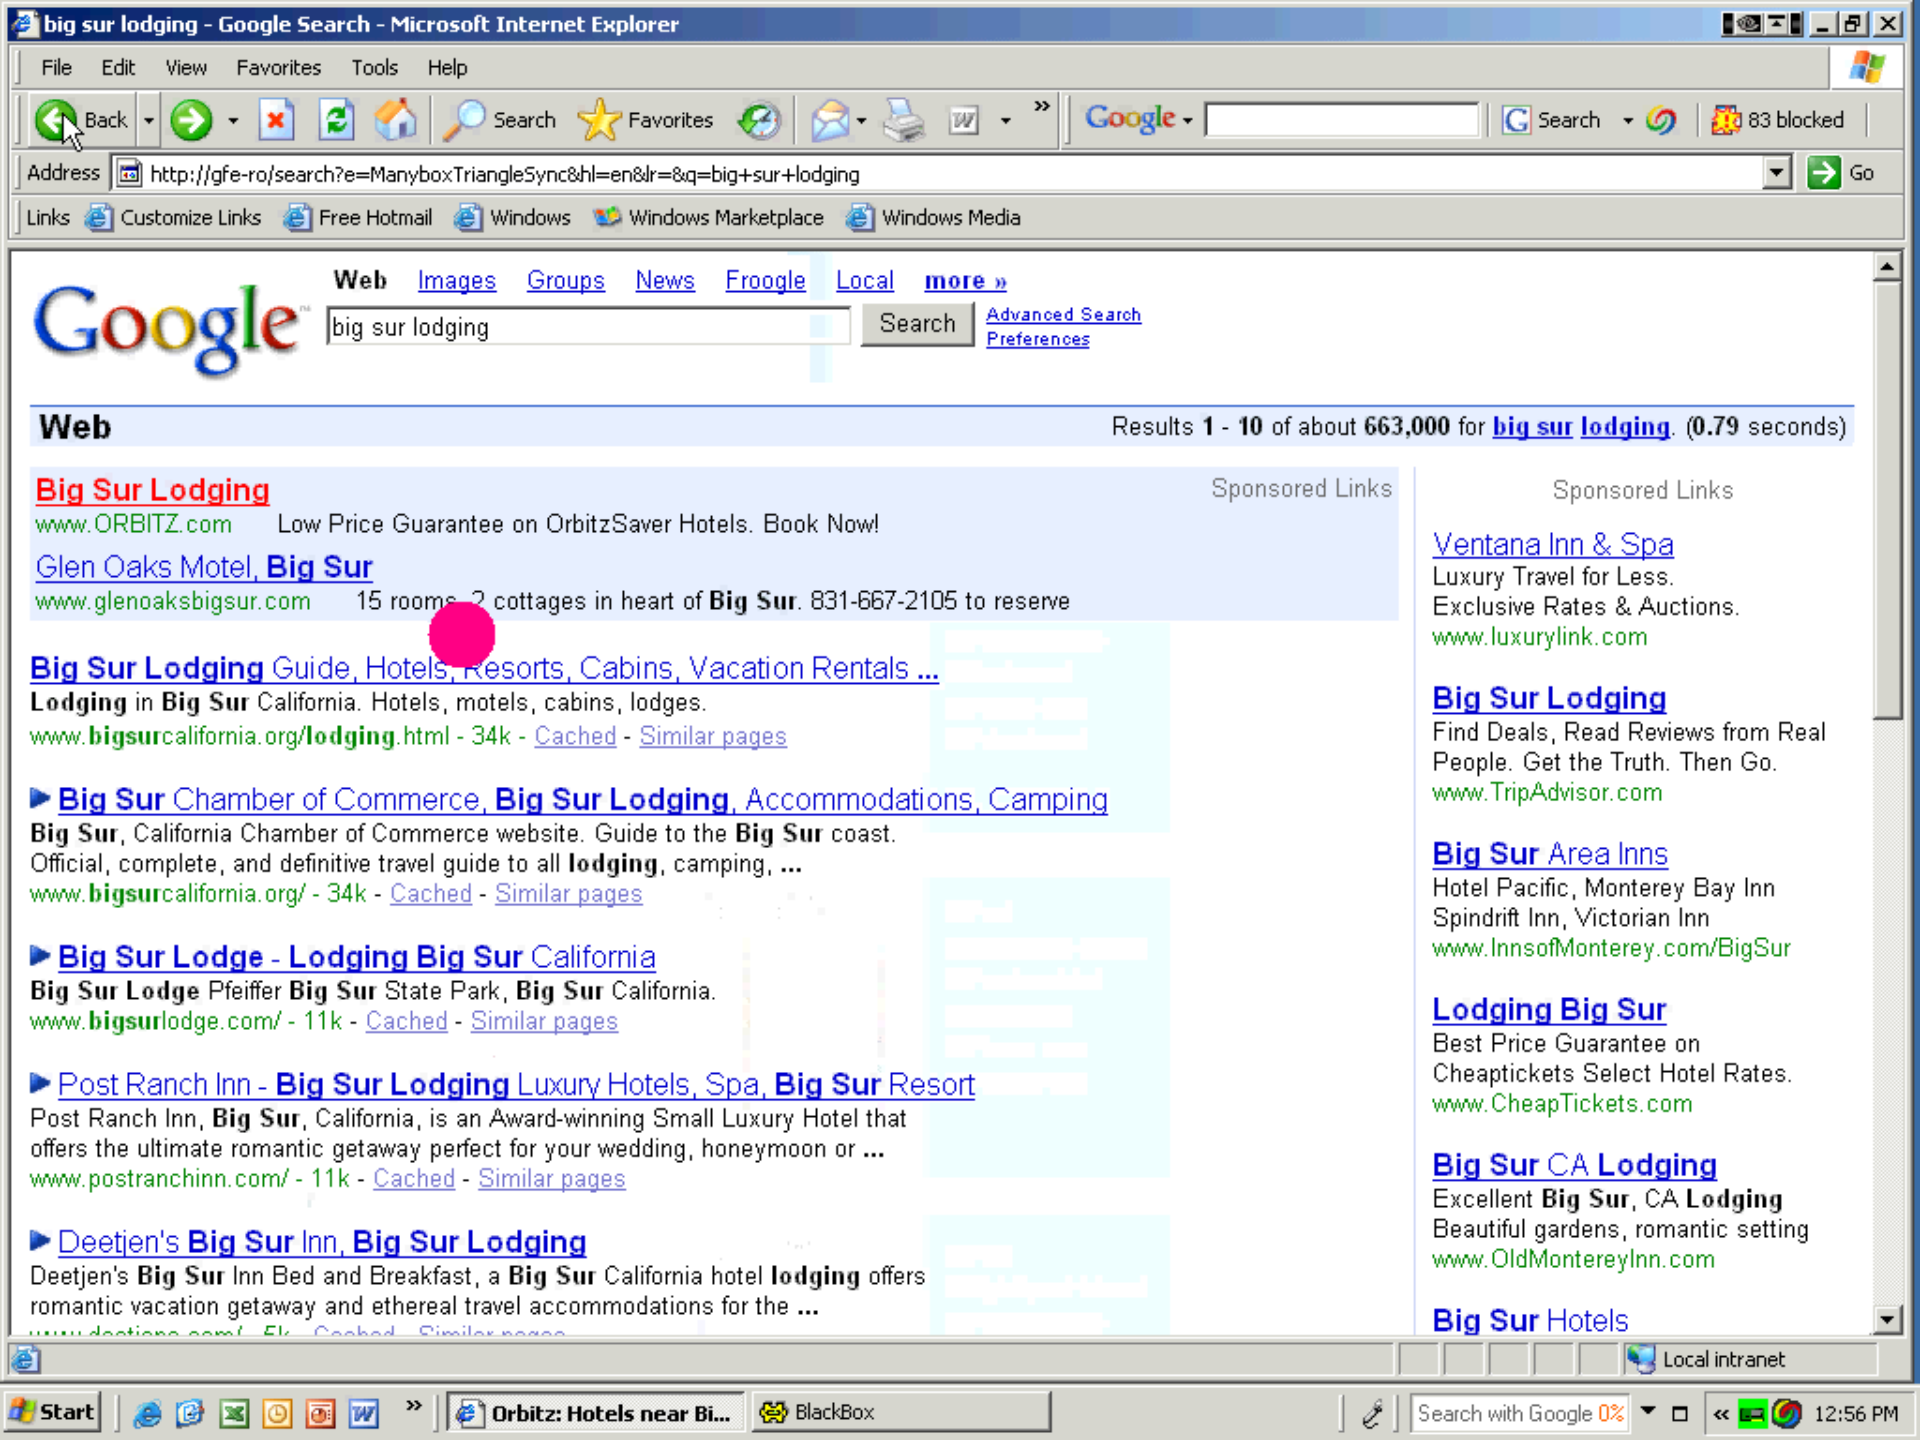 big sur lodging - Google Search - Microsoft Internet Explorer
File Edit View Favorites Tools Help
Back Search Favorites » Google Search 83 blocked
Address http://gfe-ro/search?e=ManyboxTriangleSync&hl=en&lr=&q=big+sur+lodging Go
Links Customize Links Free Hotmail Windows Windows Marketplace Windows Media
Web Images Groups News Froogle Local more »
Google™
big sur lodging Search Advanced Search
Preferences
Web Results 1 - 10 of about 663,000 for big sur lodging. (0.79 seconds)
Big Sur Lodging Sponsored Links
www.ORBITZ.com Low Price Guarantee on OrbitzSaver Hotels. Book Now!
Glen Oaks Motel, Big Sur
www.glenoaksbigsur.com 15 rooms, 2 cottages in heart of Big Sur. 831-667-2105 to reserve
Big Sur Lodging Guide, Hotels, Resorts, Cabins, Vacation Rentals ...
Lodging in Big Sur California. Hotels, motels, cabins, lodges.
www.bigsurcalifornia.org/lodging.html - 34k - Cached - Similar pages
Big Sur Chamber of Commerce, Big Sur Lodging, Accommodations, Camping
Big Sur, California Chamber of Commerce website. Guide to the Big Sur coast.
Official, complete, and definitive travel guide to all lodging, camping, ...
www.bigsurcalifornia.org/ - 34k - Cached - Similar pages
Big Sur Lodge - Lodging Big Sur California
Big Sur Lodge Pfeiffer Big Sur State Park, Big Sur California.
www.bigsurlodge.com/ - 11k - Cached - Similar pages
Post Ranch Inn - Big Sur Lodging Luxury Hotels, Spa, Big Sur Resort
Post Ranch Inn, Big Sur, California, is an Award-winning Small Luxury Hotel that
offers the ultimate romantic getaway perfect for your wedding, honeymoon or ...
www.postranchinn.com/ - 11k - Cached - Similar pages
Deetjen's Big Sur Inn, Big Sur Lodging
Deetjen's Big Sur Inn Bed and Breakfast, a Big Sur California hotel lodging offers
romantic vacation getaway and ethereal travel accommodations for the ...
Sponsored Links
Ventana Inn & Spa
Luxury Travel for Less.
Exclusive Rates & Auctions.
www.luxurylink.com
Big Sur Lodging
Find Deals, Read Reviews from Real
People. Get the Truth. Then Go.
www.TripAdvisor.com
Big Sur Area Inns
Hotel Pacific, Monterey Bay Inn
Spindrift Inn, Victorian Inn
www.InnsofMonterey.com/BigSur
Lodging Big Sur
Best Price Guarantee on
Cheaptickets Select Hotel Rates.
www.CheapTickets.com
Big Sur CA Lodging
Excellent Big Sur, CA Lodging
Beautiful gardens, romantic setting
www.OldMontereyInn.com
Big Sur Hotels
Local intranet
Start » Orbitz: Hotels near Bi... BlackBox Search with Google 0% « 12:56 PM